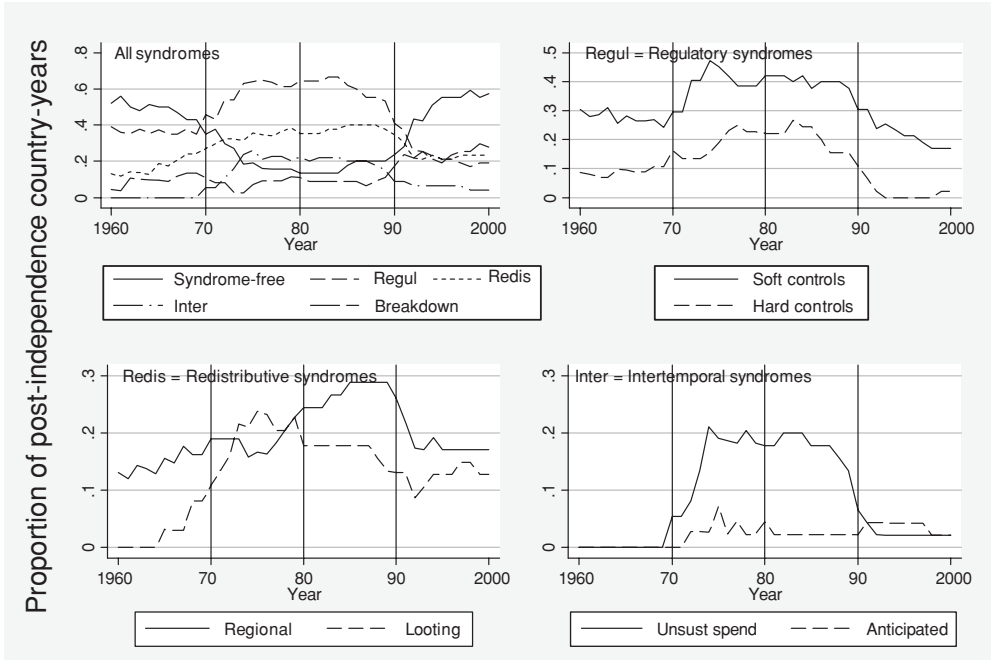 Proportion of post-independence country-years
All syndromes
.8
.6
.4
.2
0
1960 70 80 90 2000
Year
Syndrome-free Regul Redis
Inter Breakdown
Regul = Regulatory syndromes
.5
.4
.3
.2
.1
0
1960 70 80 90 2000
Year
Soft controls
Hard controls
Redis = Redistributive syndromes
.3
.2
.1
0
1960 70 80 90 2000
Year
Regional Looting
Inter = Intertemporal syndromes
.3
.2
.1
0
1960 70 80 90 2000
Year
Unsust spend Anticipated